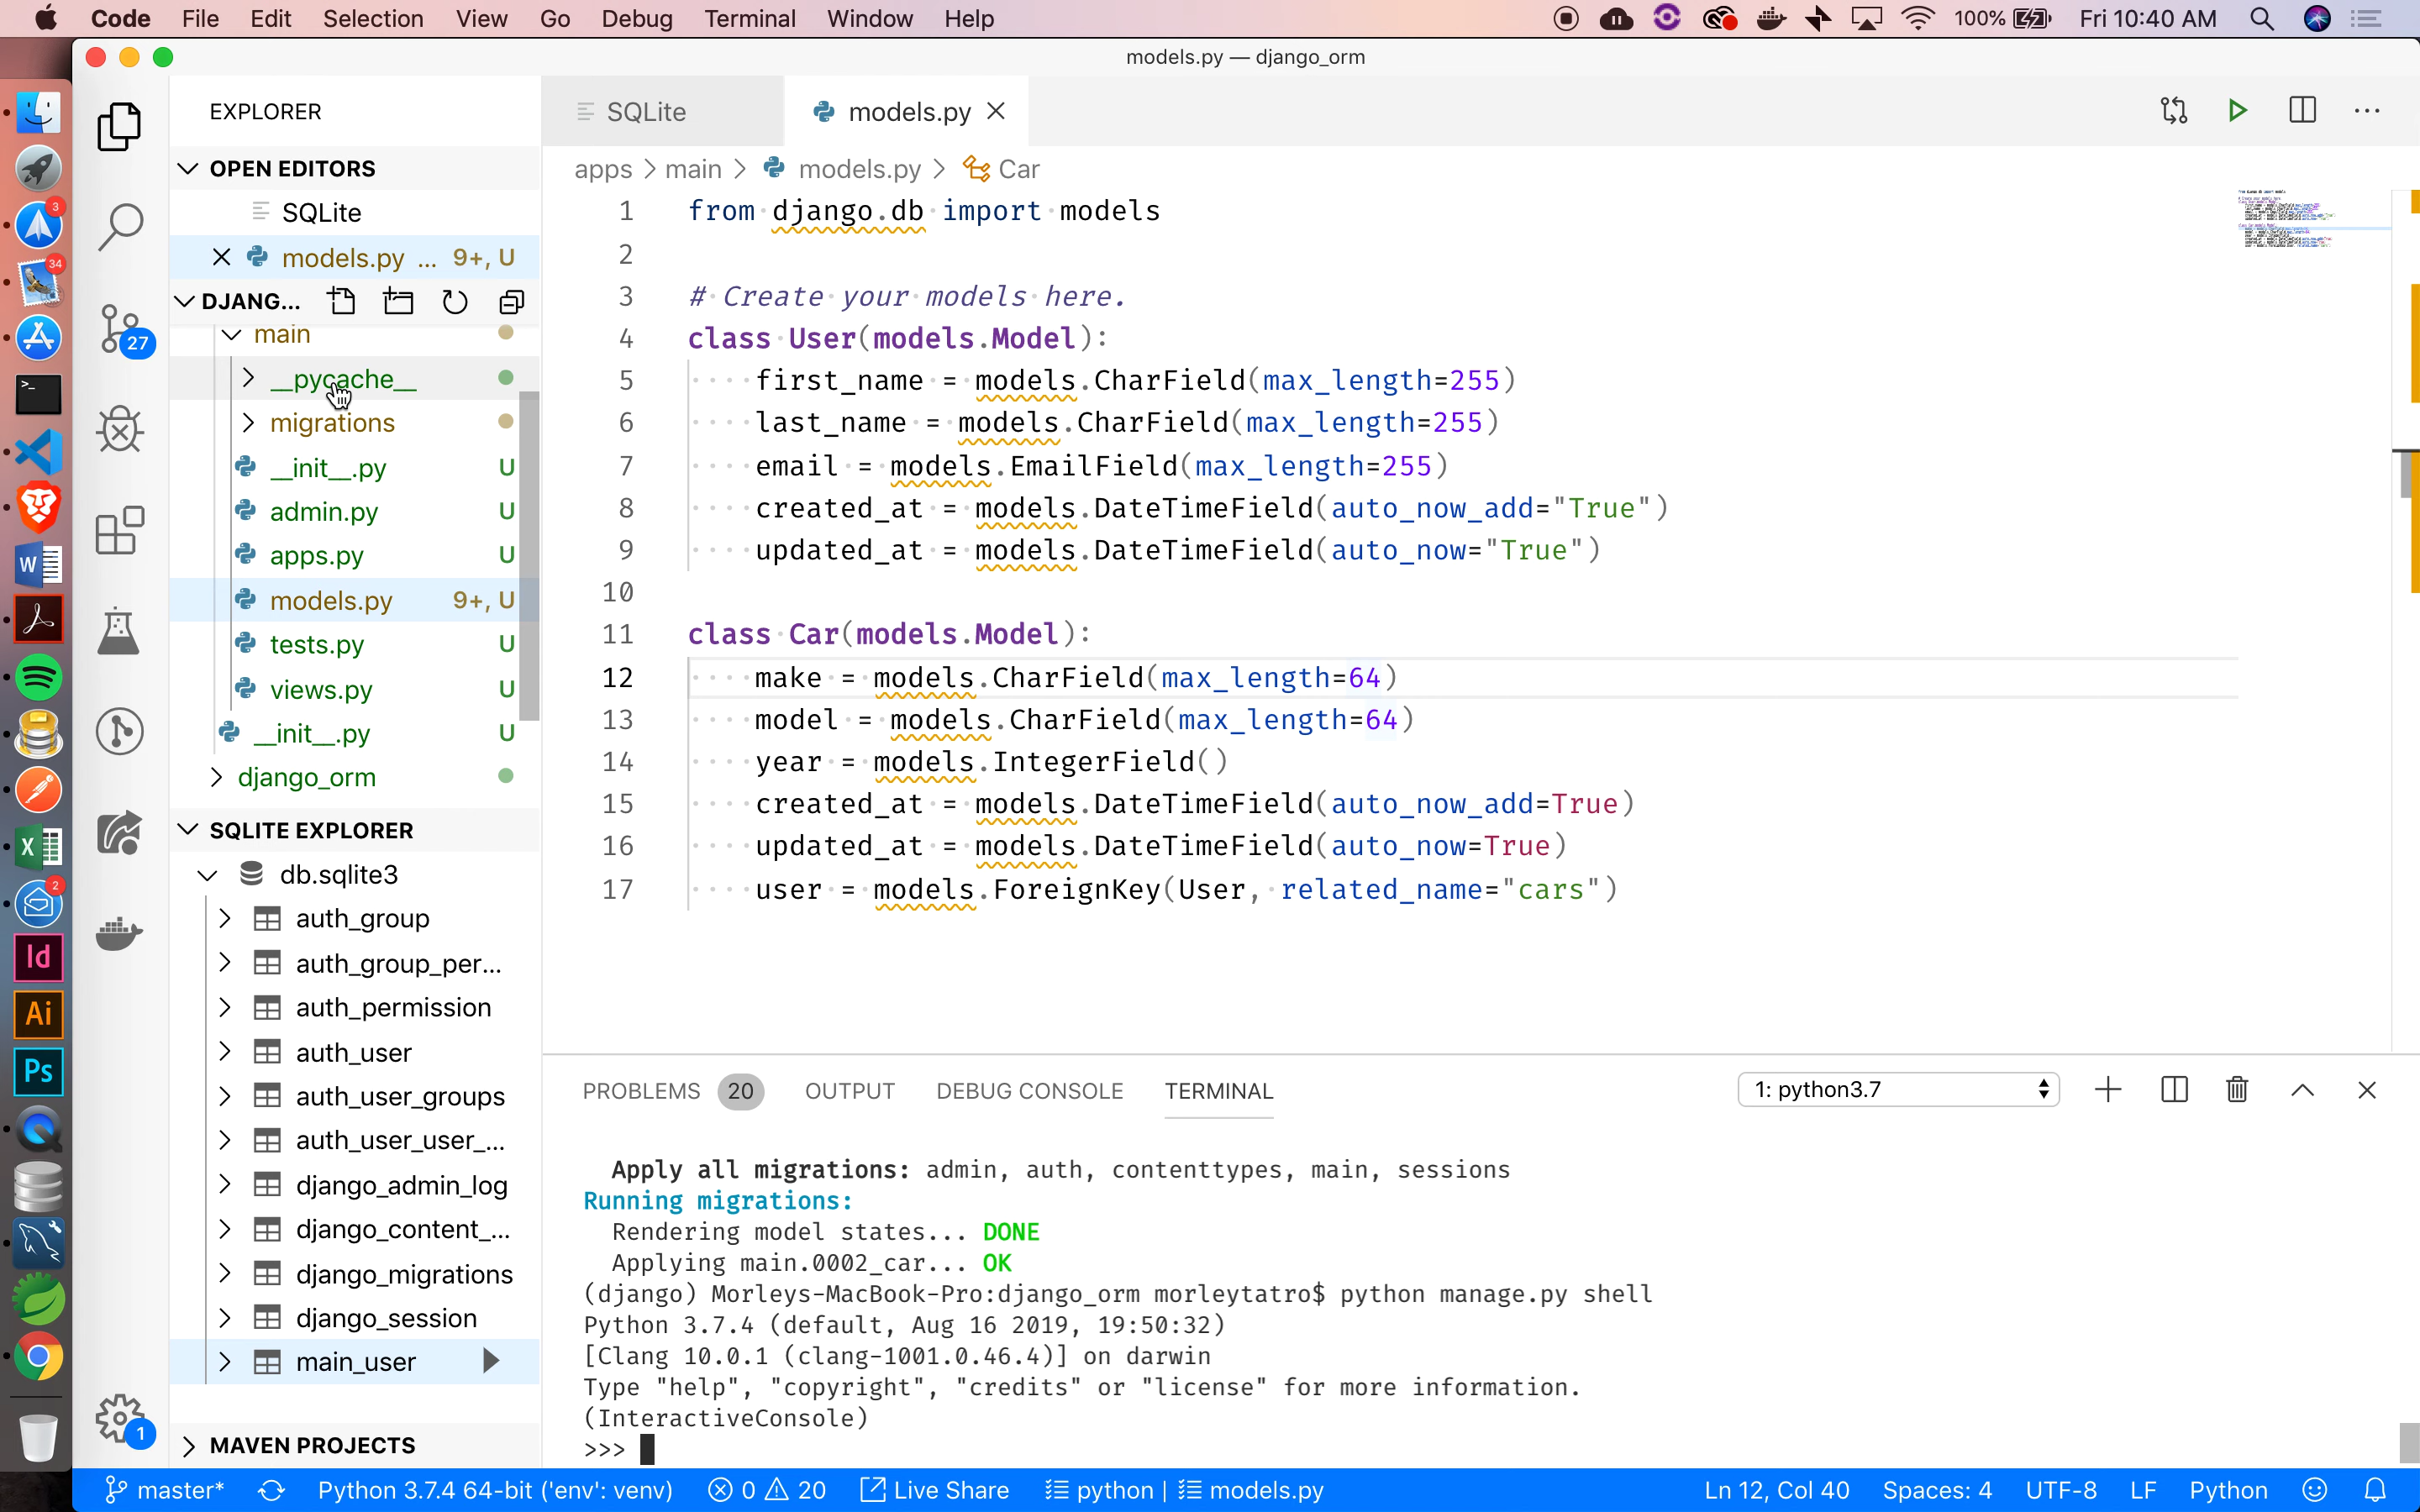 Code File Edit Selection View Go Debug Terminal Window Help 100% Fri 10:40 AM
models.py — django_orm
EXPLORER
OPEN EDITORS
SQLite
models.py ... 9+, U
DJANG...
main
__pycache__
migrations
__init__.py U
admin.py U
apps.py U
models.py 9+, U
tests.py U
views.py U
__init__.py U
django_orm
SQLITE EXPLORER
db.sqlite3
auth_group
auth_group_per...
auth_permission
auth_user
auth_user_groups
auth_user_user_...
django_admin_log
django_content_...
django_migrations
django_session
main_user
MAVEN PROJECTS
27
1
3
34
2
W
X
Id
Ai
Ps
SQLite
models.py
apps > main > models.py > Car
1 from django.db import models
2
3 # Create your models here.
4 class User(models.Model):
5 first_name = models.CharField(max_length=255)
6 last_name = models.CharField(max_length=255)
7 email = models.EmailField(max_length=255)
8 created_at = models.DateTimeField(auto_now_add="True")
9 updated_at = models.DateTimeField(auto_now="True")
10
11 class Car(models.Model):
12 make = models.CharField(max_length=64)
13 model = models.CharField(max_length=64)
14 year = models.IntegerField()
15 created_at = models.DateTimeField(auto_now_add=True)
16 updated_at = models.DateTimeField(auto_now=True)
17 user = models.ForeignKey(User, related_name="cars")
PROBLEMS 20 OUTPUT DEBUG CONSOLE TERMINAL 1: python3.7
Apply all migrations: admin, auth, contenttypes, main, sessions
Running migrations:
Rendering model states... DONE
Applying main.0002_car... OK
(django) Morleys-MacBook-Pro:django_orm morleytatro$ python manage.py shell
Python 3.7.4 (default, Aug 16 2019, 19:50:32)
[Clang 10.0.1 (clang-1001.0.46.4)] on darwin
Type "help", "copyright", "credits" or "license" for more information.
(InteractiveConsole)
>>>
master* Python 3.7.4 64-bit ('env': venv) 0 20 Live Share python | models.py Ln 12, Col 40 Spaces: 4 UTF-8 LF Python